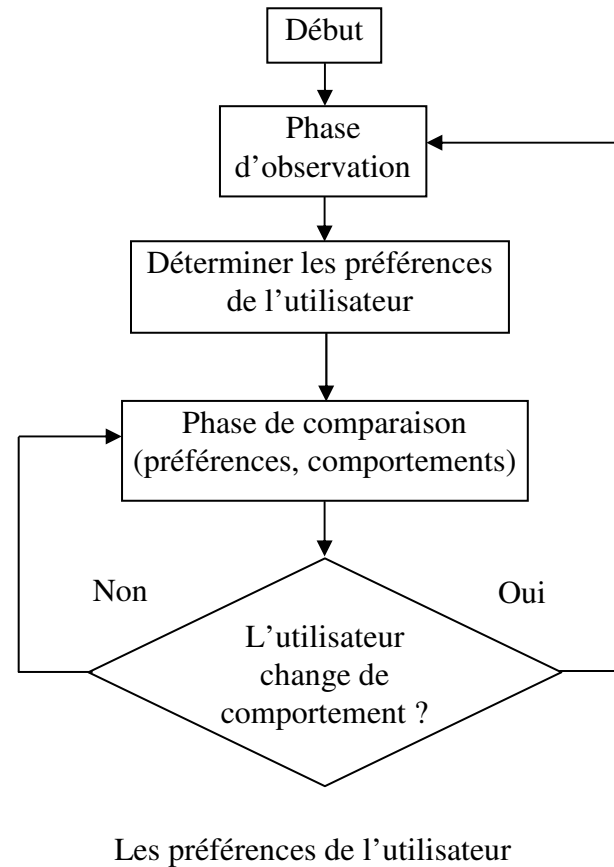 Début
Phase
d’observation
Déterminer les préférences
de l’utilisateur
Phase de comparaison
(préférences, comportements)
Non
Oui
L’utilisateur
change de
comportement ?
Les préférences de l’utilisateur